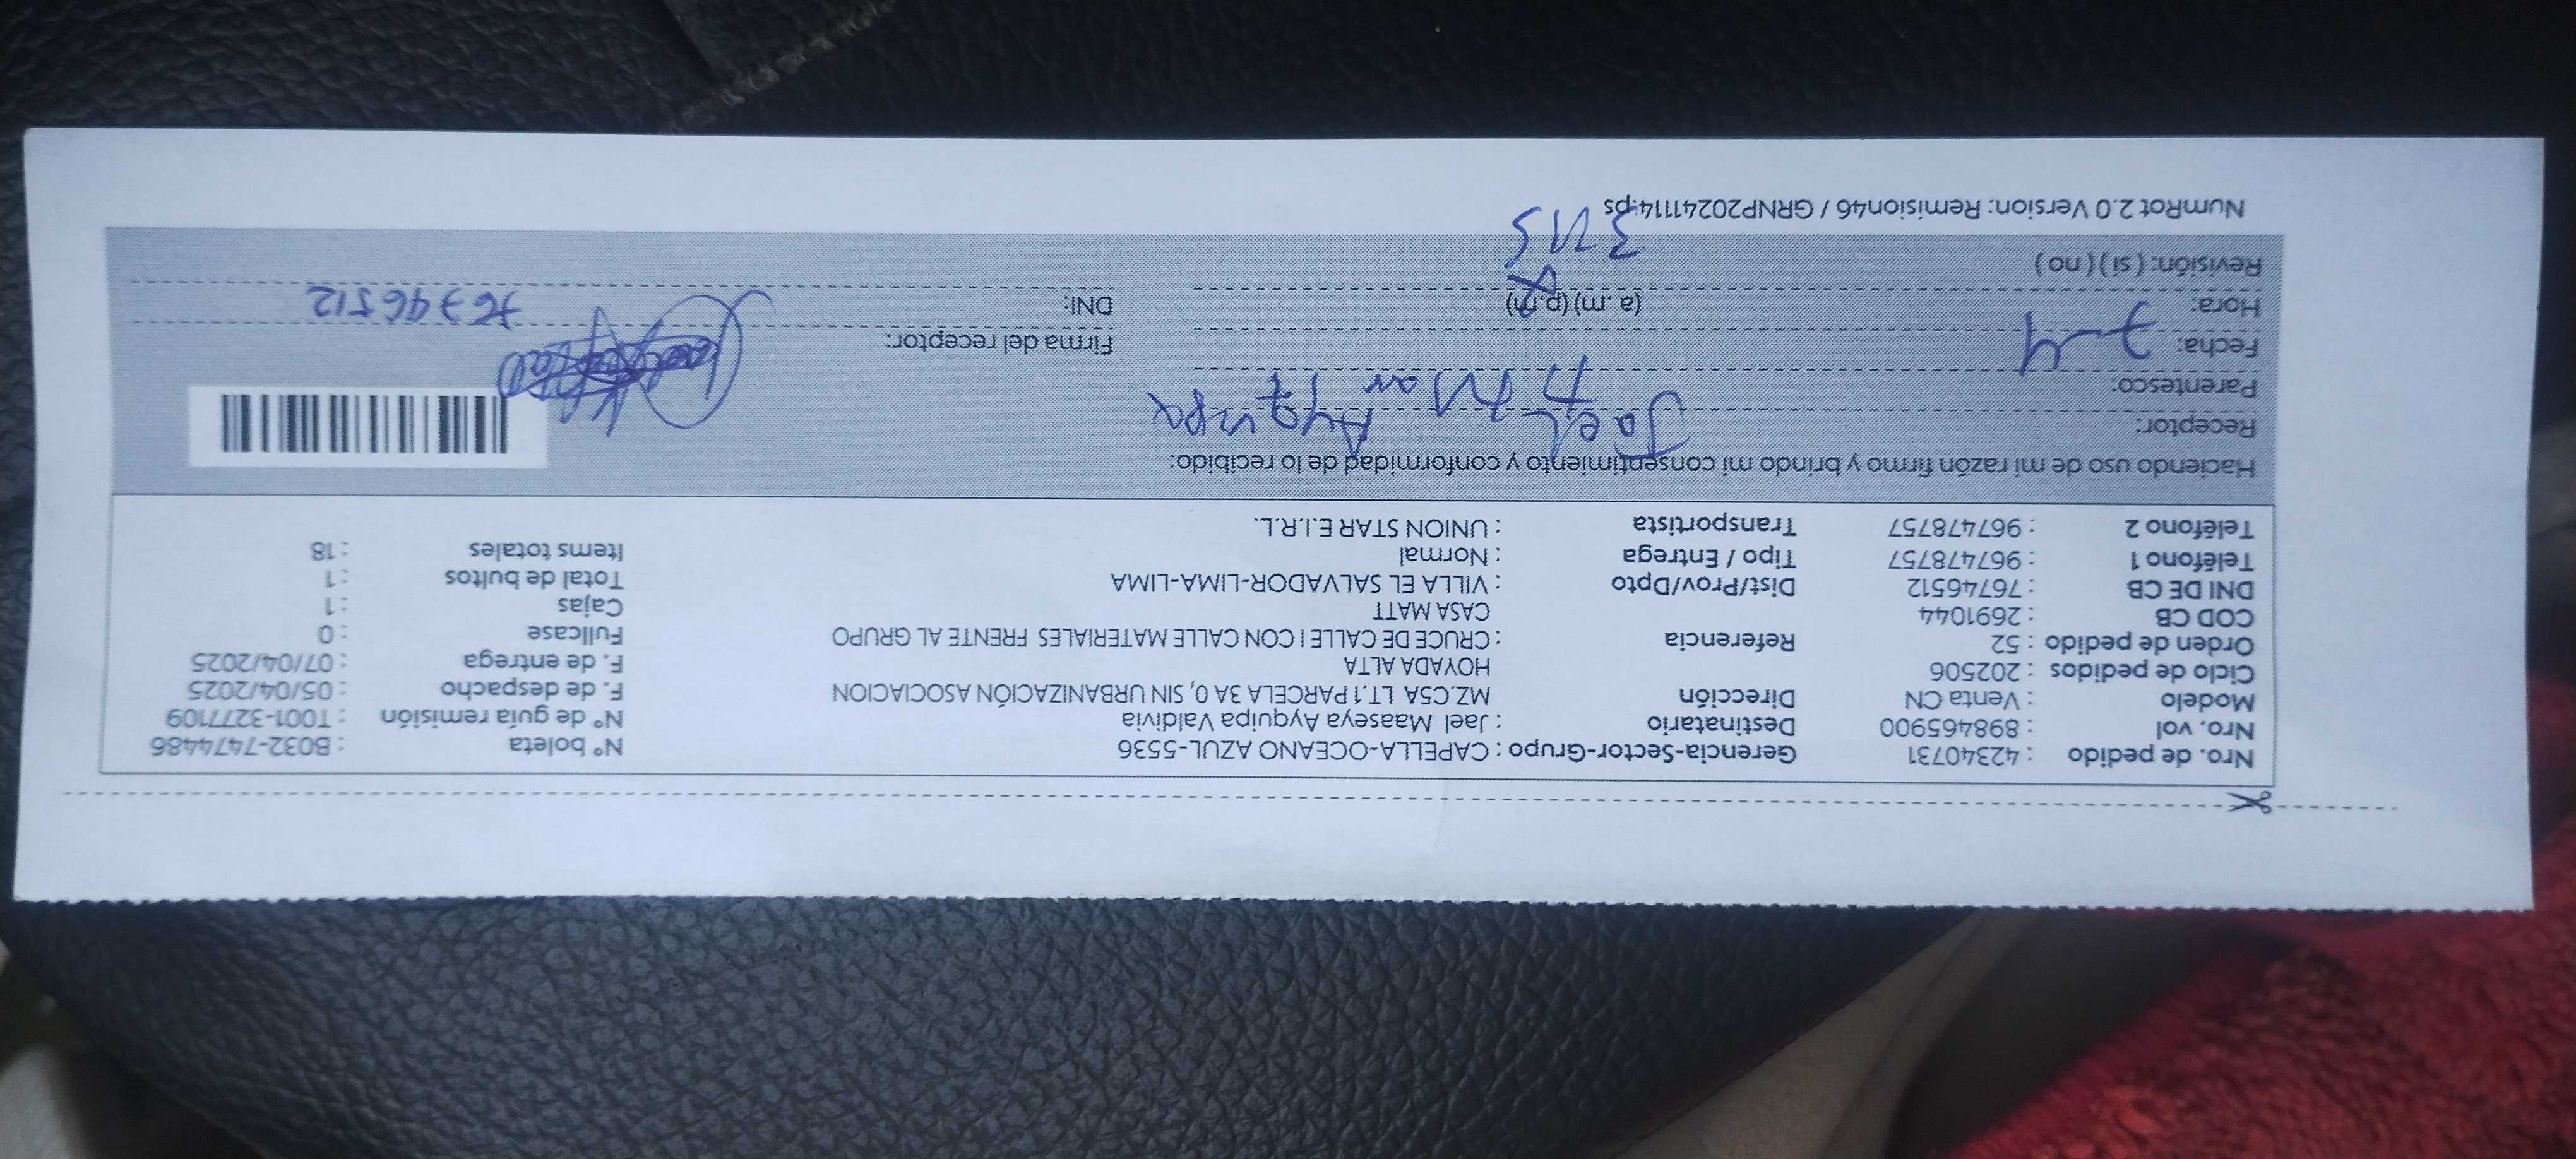 Nro. de pedido : 42340731 Gerencia-Sector-Grupo : CAPELLA-OCEANO AZUL-5536 N° boleta : B032-7474486
Nro. vol : 898465900 Destinatario : Jael Maaseya Ayquipa Valdivia N° de guía remisión : T001-3277109
Modelo : Venta CN Dirección MZ.C5A LT.1 PARCELA 3A 0, SIN URBANIZACIÓN ASOCIACION F. de despacho : 05/04/2025
Ciclo de pedidos : 202506 HOYADA ALTA F. de entrega : 07/04/2025
Orden de pedido : 52 Referencia : CRUCE DE CALLE I CON CALLE MATERIALES FRENTE AL GRUPO Fullcase : 0
COD CB : 2691044 CASA MATT Cajas : 1
DNI DE CB : 76746512 Dist/Prov/Dpto : VILLA EL SALVADOR-LIMA-LIMA Total de bultos : 1
Teléfono 1 : 967478757 Tipo / Entrega : Normal Items totales : 18
Teléfono 2 : 967478757 Transportista : UNION STAR E.I.R.L.
Haciendo uso de mi razón firmo y brindo mi consentimiento y conformidad de lo recibido:
Receptor: Jael Ayquipa
Parentesco:
Fecha: 7-4 Firma del receptor:
Hora: (a.m) (p.m) DNI: 76746512
Revisión: ( si ) ( no )
NumRot 2.0 Version: Remision46 / GRNP20241114.ps